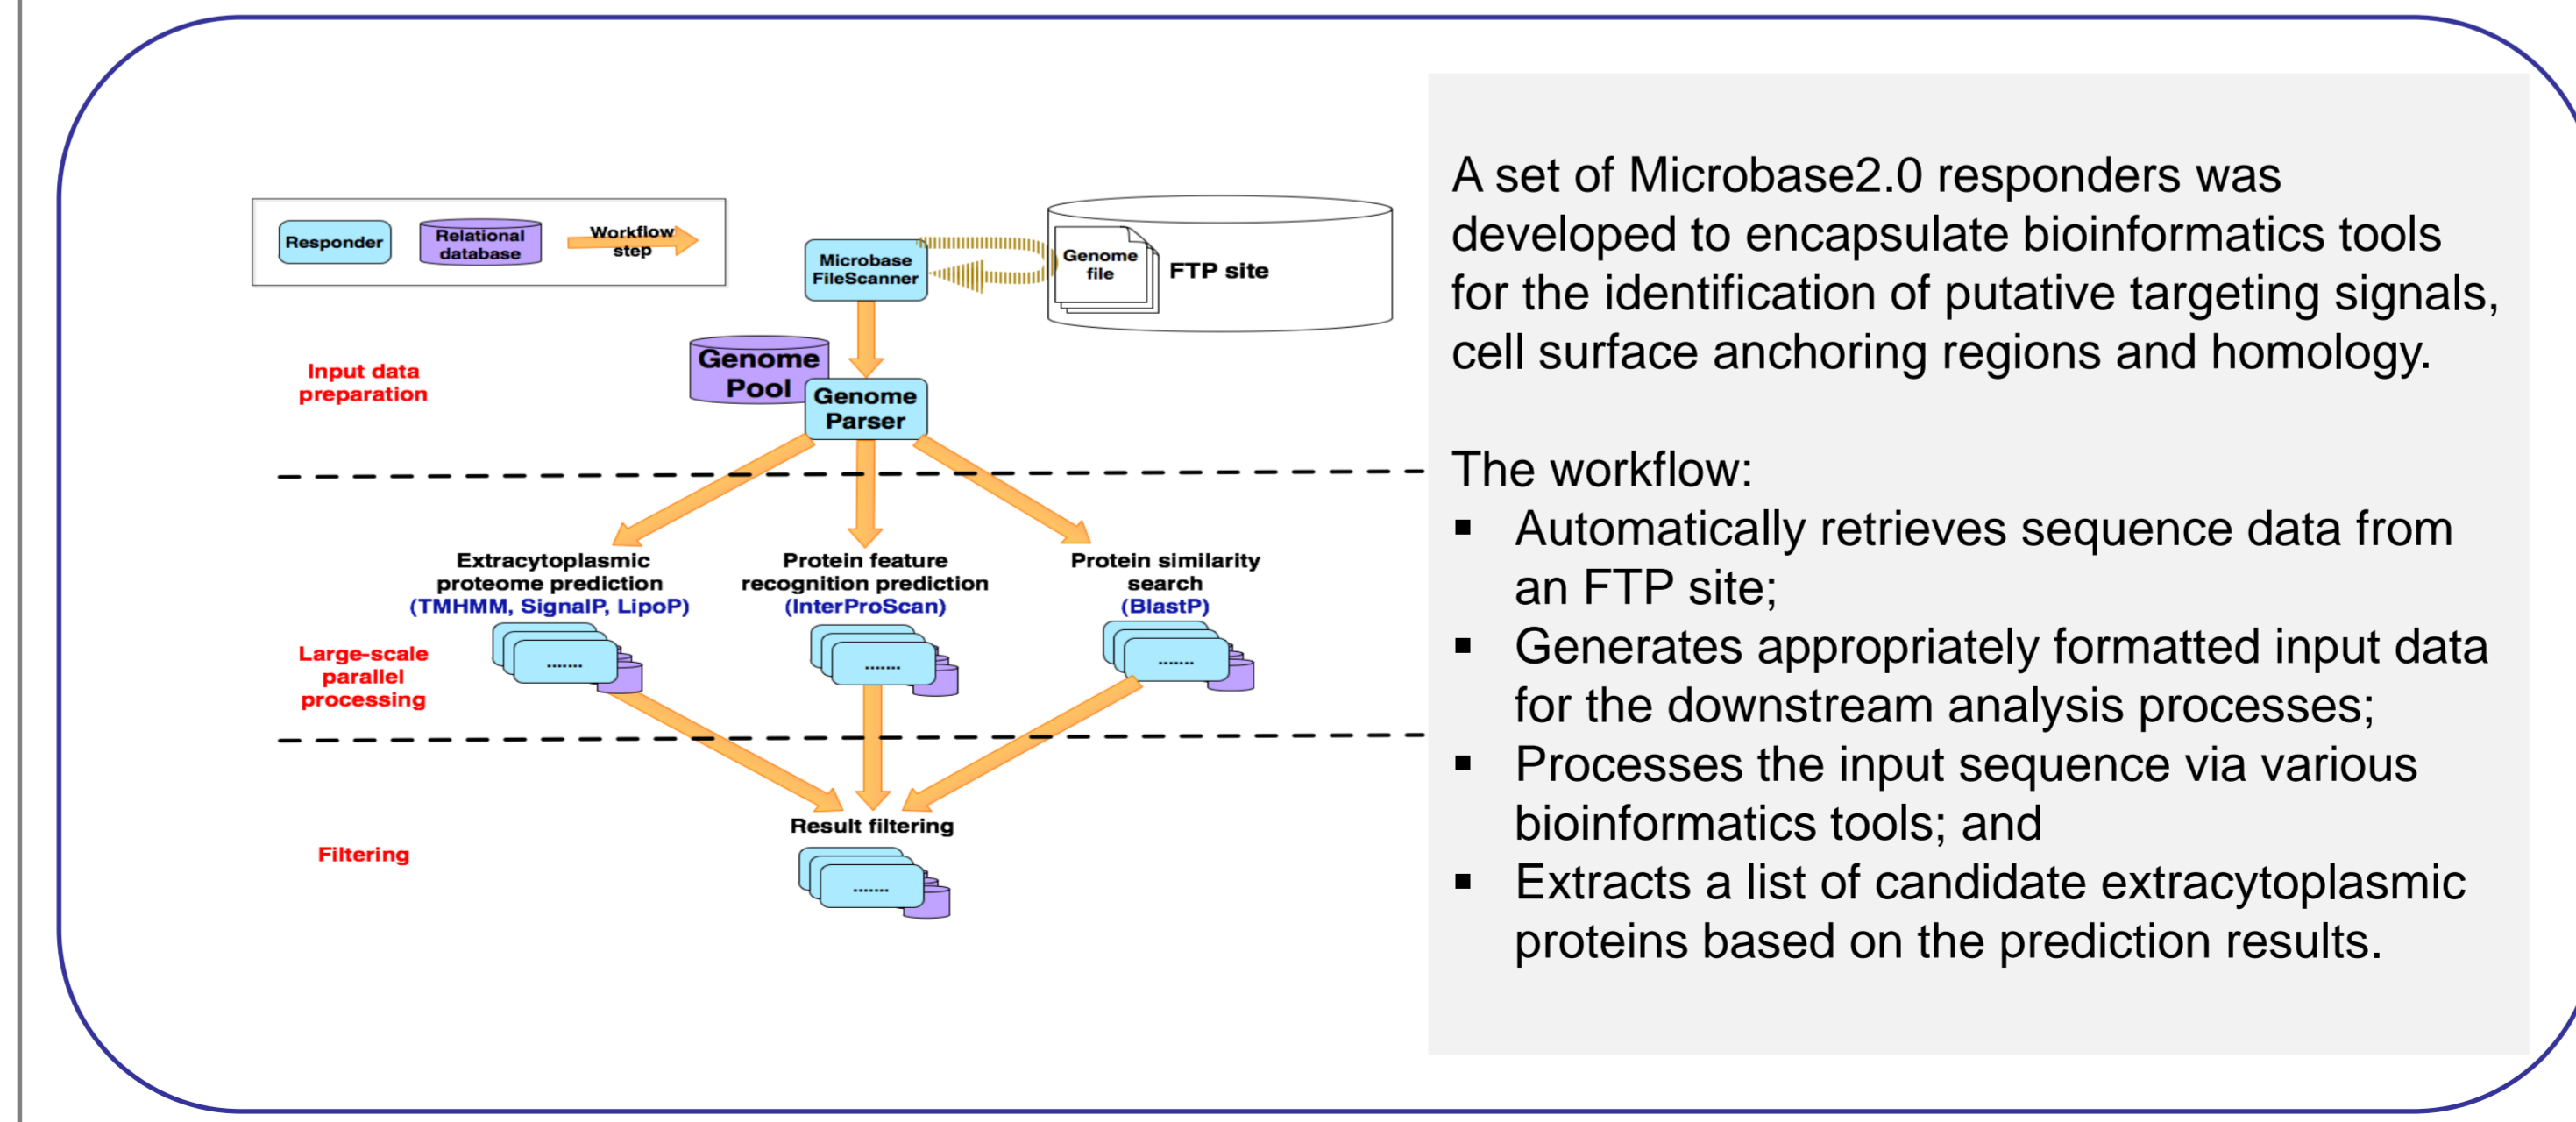 Responder
Relational
database
Workflow
step
Microbase
FileScanner
Genome
file
FTP site
Genome
Pool
Genome
Parser
Input data
preparation
Extracytoplasmic
proteome prediction
(TMHMM, SignalP, LipoP)
Protein feature
recognition prediction
(InterProScan)
Protein similarity
search
(BlastP)
.......
.......
.......
Large-scale
parallel
processing
Result filtering
.......
Filtering
A set of Microbase2.0 responders was
developed to encapsulate bioinformatics tools
for the identification of putative targeting signals,
cell surface anchoring regions and homology.
The workflow:
▪ Automatically retrieves sequence data from
an FTP site;
▪ Generates appropriately formatted input data
for the downstream analysis processes;
▪ Processes the input sequence via various
bioinformatics tools; and
▪ Extracts a list of candidate extracytoplasmic
proteins based on the prediction results.